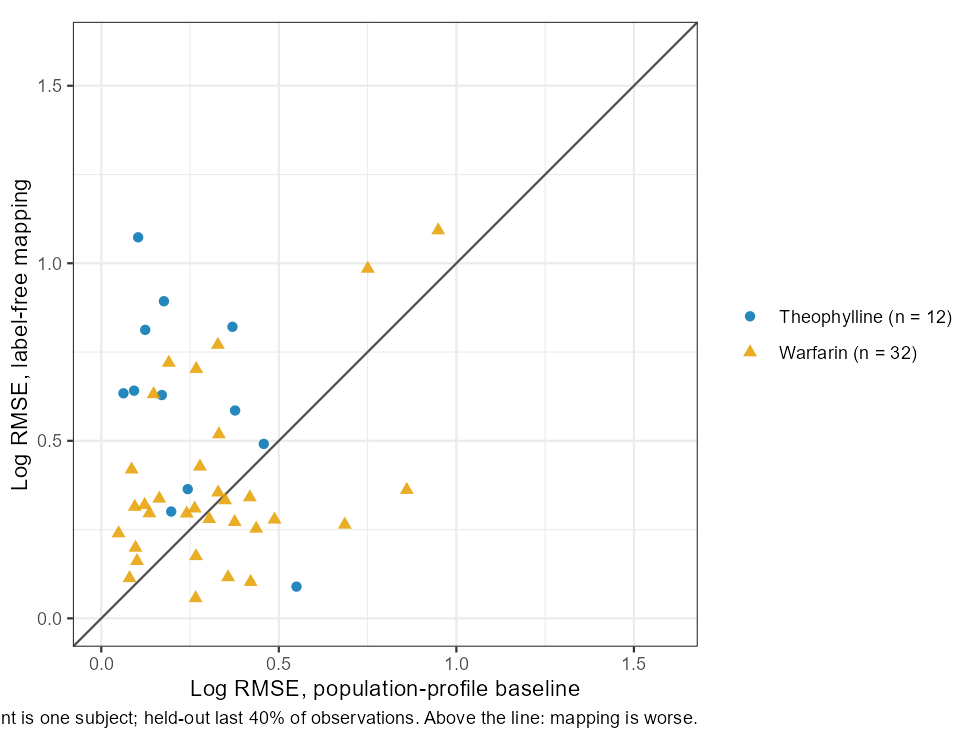 Log RMSE, label-free mapping
1.5
1.0
0.5
0.0
0.0 0.5 1.0 1.5
Log RMSE, population-profile baseline
Theophylline (n = 12)
Warfarin (n = 32)
is one subject; held-out last 40% of observations. Above the line: mapping is worse.